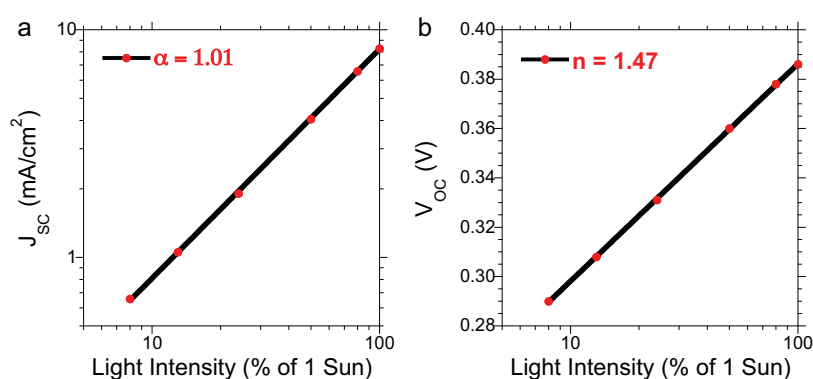 a
α = 1.01
10
1
J_SC (mA/cm²)
10
100
Light Intensity (% of 1 Sun)
b
n = 1.47
0.40
0.38
0.36
0.34
0.32
0.30
0.28
V_OC (V)
10
100
Light Intensity (% of 1 Sun)